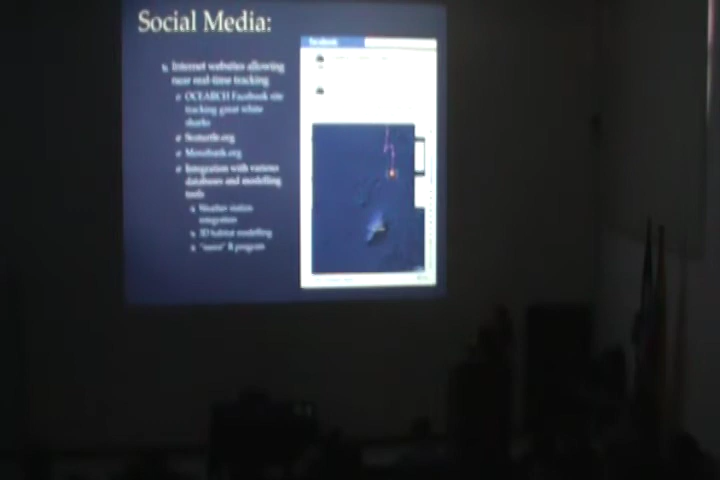 Social Media:
Internet websites allowing
near real-time tracking
OCEARCH Facebook site
tracking great white
sharks
Seaturtle.org
Movebank.org
Integration with various
databases and modelling
tools
Weather station
integration
3D habitat modelling
R program
facebook